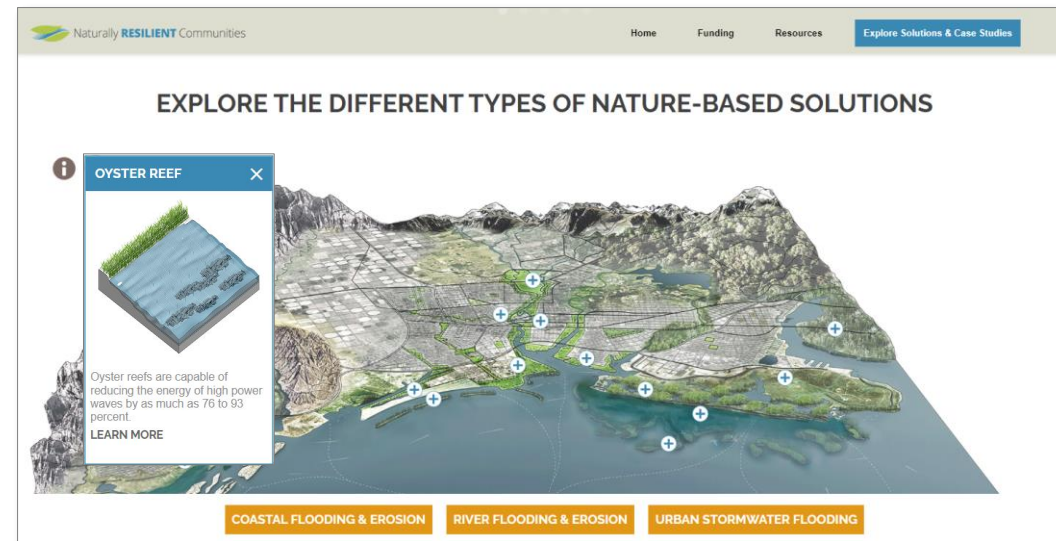 Naturally RESILIENT Communities
Home
Funding
Resources
Explore Solutions & Case Studies
EXPLORE THE DIFFERENT TYPES OF NATURE-BASED SOLUTIONS
OYSTER REEF
Oyster reefs are capable of
reducing the energy of high power
waves by as much as 76 to 93
percent.
LEARN MORE
COASTAL FLOODING & EROSION
RIVER FLOODING & EROSION
URBAN STORMWATER FLOODING